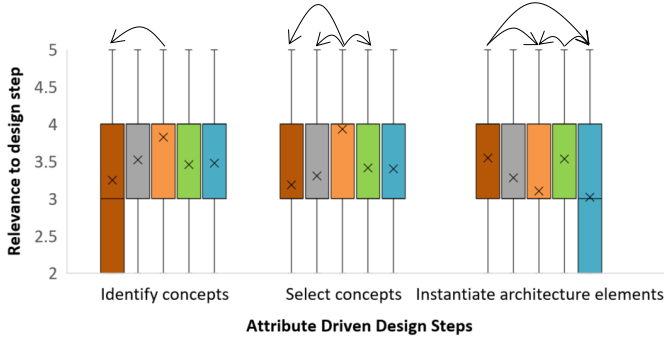 Relevance to design step
5
4.5
4
3.5
3
2.5
2
Identify concepts
Select concepts
Instantiate architecture elements
Attribute Driven Design Steps